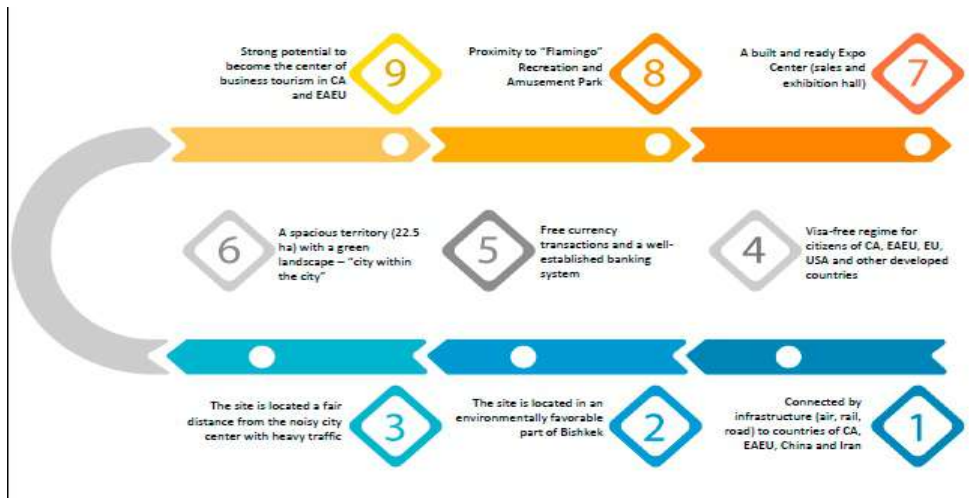 Strong potential to
become the center of
business tourism in CA
and EAEU
9
Proximity to "Flamingo"
Recreation and
Amusement Park
8
A built and ready Expo
Center (sales and
exhibition hall)
7
6
A spacious territory (22.5
ha) with a green
landscape – "city within
the city"
5
Free currency
transactions and a well-
established banking
system
4
Visa-free regime for
citizens of CA, EAEU, EU,
USA and other developed
countries
The site is located a fair
distance from the noisy city
center with heavy traffic
3
The site is located in an
environmentally favorable
part of Bishkek
2
Connected by
infrastructure (air, rail,
road) to countries of CA,
EAEU, China and Iran
1